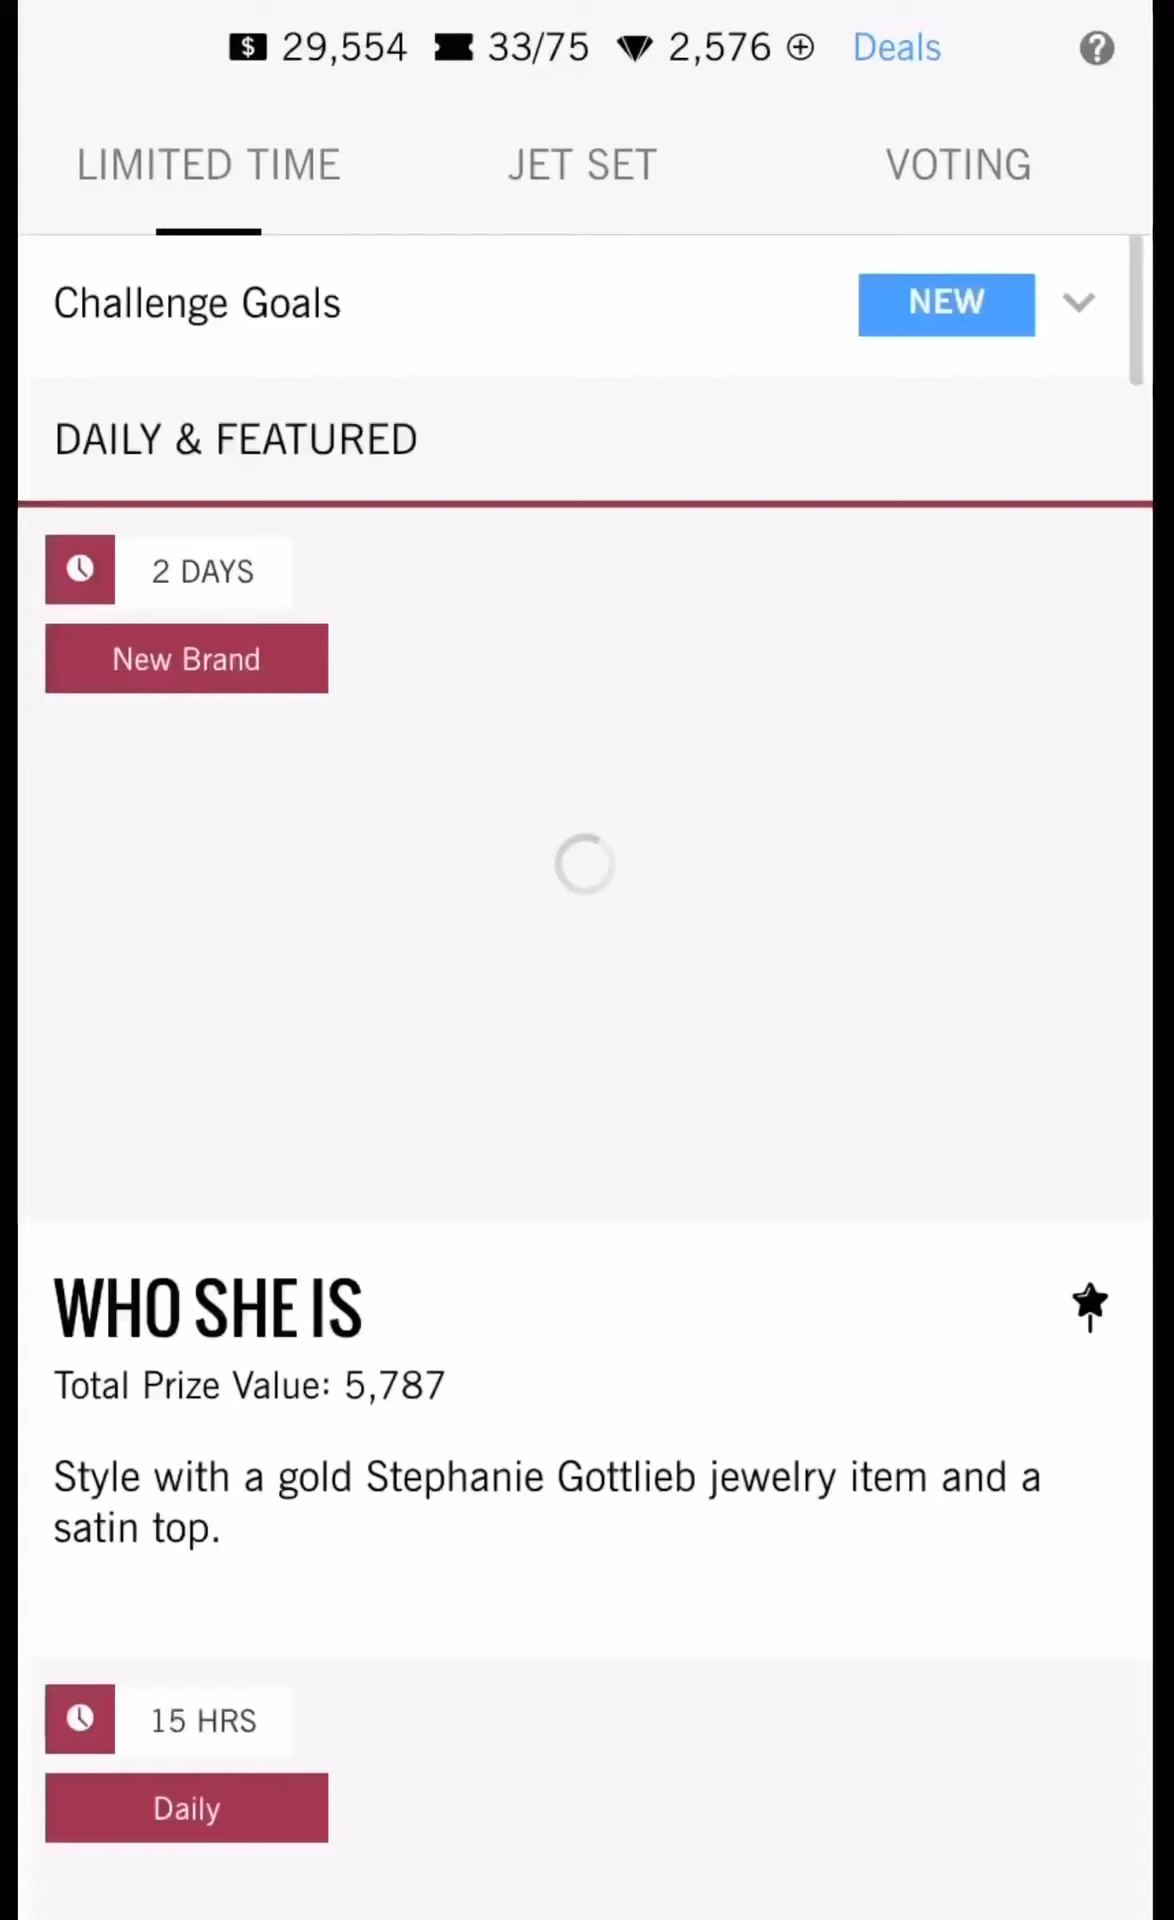 $ 29,554 33/75 2,576 Deals ?
LIMITED TIME JET SET VOTING
Challenge Goals NEW
DAILY & FEATURED
2 DAYS
New Brand
WHO SHE IS
Total Prize Value: 5,787
Style with a gold Stephanie Gottlieb jewelry item and a
satin top.
15 HRS
Daily